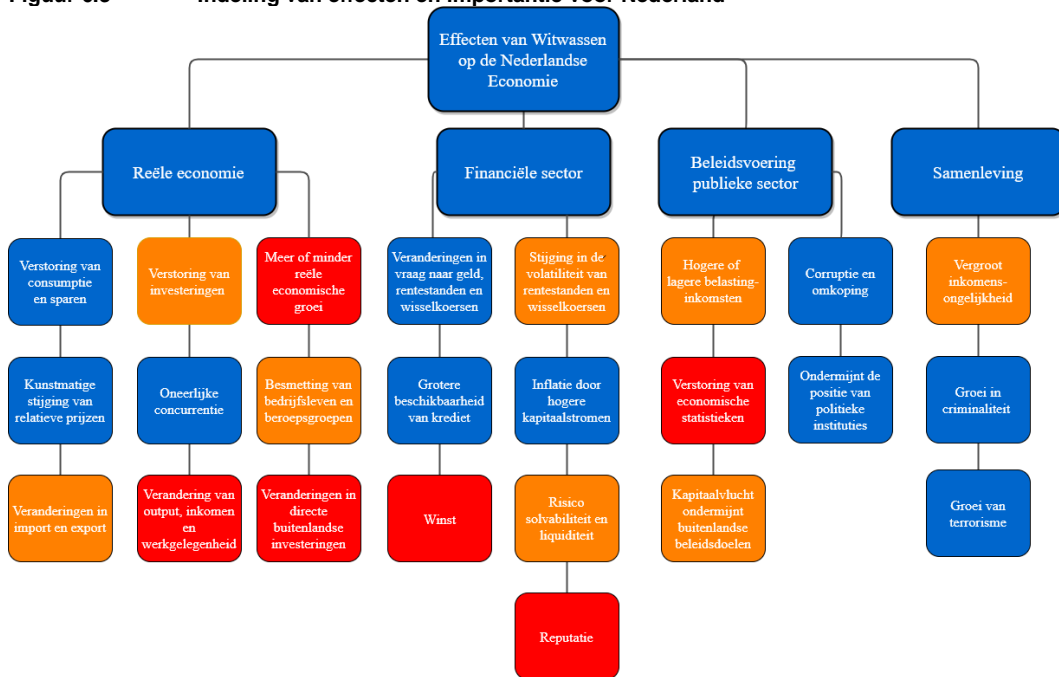 Effecten van Witwassen
op de Nederlandse
Economie
Reële economie
Financiële sector
Beleidsvoering
publieke sector
Samenleving
Verstoring van
consumptie
en sparen
Verstoring van
investeringen
Meer of minder
reële
economische
groei
Veranderingen in
vraag naar geld,
rentestanden en
wisselkoersen
Stijging in de
volatiliteit van
rentestanden en
wisselkoersen
Hogere of
lagere belasting-
inkomsten
Corruptie en
omkoping
Vergroot
inkomens-
ongelijkheid
Kunstmatige
stijging van
relatieve prijzen
Oneerlijke
concurrentie
Besmetting van
bedrijfsleven en
beroepsgroepen
Grotere
beschikbaarheid
van krediet
Inflatie door
hogere
kapitaalstromen
Verstoring van
economische
statistieken
Ondermijnt de
positie van
politieke
instituties
Groei in
criminaliteit
Veranderingen in
import en export
Verandering van
output, inkomen
en
werkgelegenheid
Veranderingen in
directe
buitenlandse
investeringen
Winst
Risico
solvabiliteit en
liquiditeit
Kapitaalvlucht
ondermijnt
buitenlandse
beleidsdoelen
Groei van
terrorisme
Reputatie